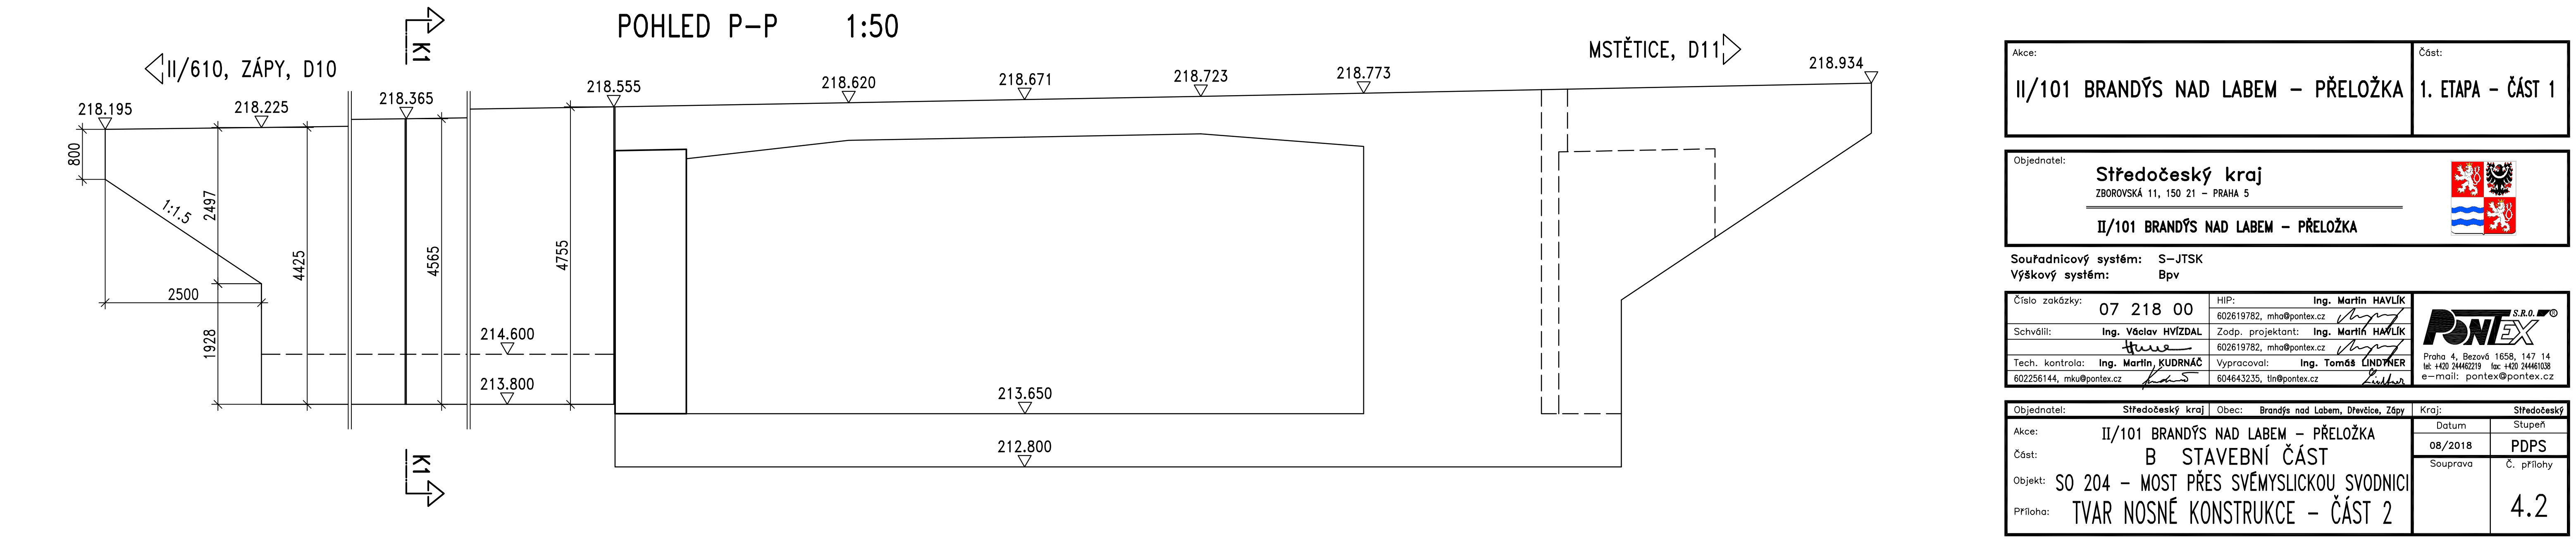 POHLED P-P 1:50
K1
II/610, ZÁPY, D10
MSTĚTICE, D11
218.195
218.225
218.365
218.555
218.620
218.671
218.723
218.773
218.934
800
2497
1:1.5
4425
4565
4755
2500
1928
214.600
213.800
213.650
212.800
K1
Akce:
II/101 BRANDÝS NAD LABEM - PŘELOŽKA
Část:
1. ETAPA - ČÁST 1
Objednatel:
Středočeský kraj
ZBOROVSKÁ 11, 150 21 - PRAHA 5
II/101 BRANDÝS NAD LABEM - PŘELOŽKA
Souřadnicový systém: S-JTSK
Výškový systém: Bpv
Číslo zakázky: 07 218 00
HIP: Ing. Martin HAVLÍK
602619782, mha@pontex.cz
Schválil: Ing. Václav HVÍZDAL
Zodp. projektant: Ing. Martin HAVLÍK
602619782, mha@pontex.cz
Tech. kontrola: Ing. Martin KUDRNÁČ
Vypracoval: Ing. Tomáš LINDTNER
602256144, mku@pontex.cz
604643235, tln@pontex.cz
PONTEX S.R.O. ®
Praha 4, Bezová 1658, 147 14
tel: +420 244462219 fax: +420 244461038
e-mail: pontex@pontex.cz
Objednatel: Středočeský kraj
Obec: Brandýs nad Labem, Dřevčice, Zápy
Kraj: Středočeský
Akce: II/101 BRANDÝS NAD LABEM - PŘELOŽKA
Část: B STAVEBNÍ ČÁST
Objekt: SO 204 - MOST PŘES SVÉMYSLICKOU SVODNICI
Příloha: TVAR NOSNÉ KONSTRUKCE - ČÁST 2
Datum
08/2018
Stupeň
PDPS
Souprava
Č. přílohy
4.2